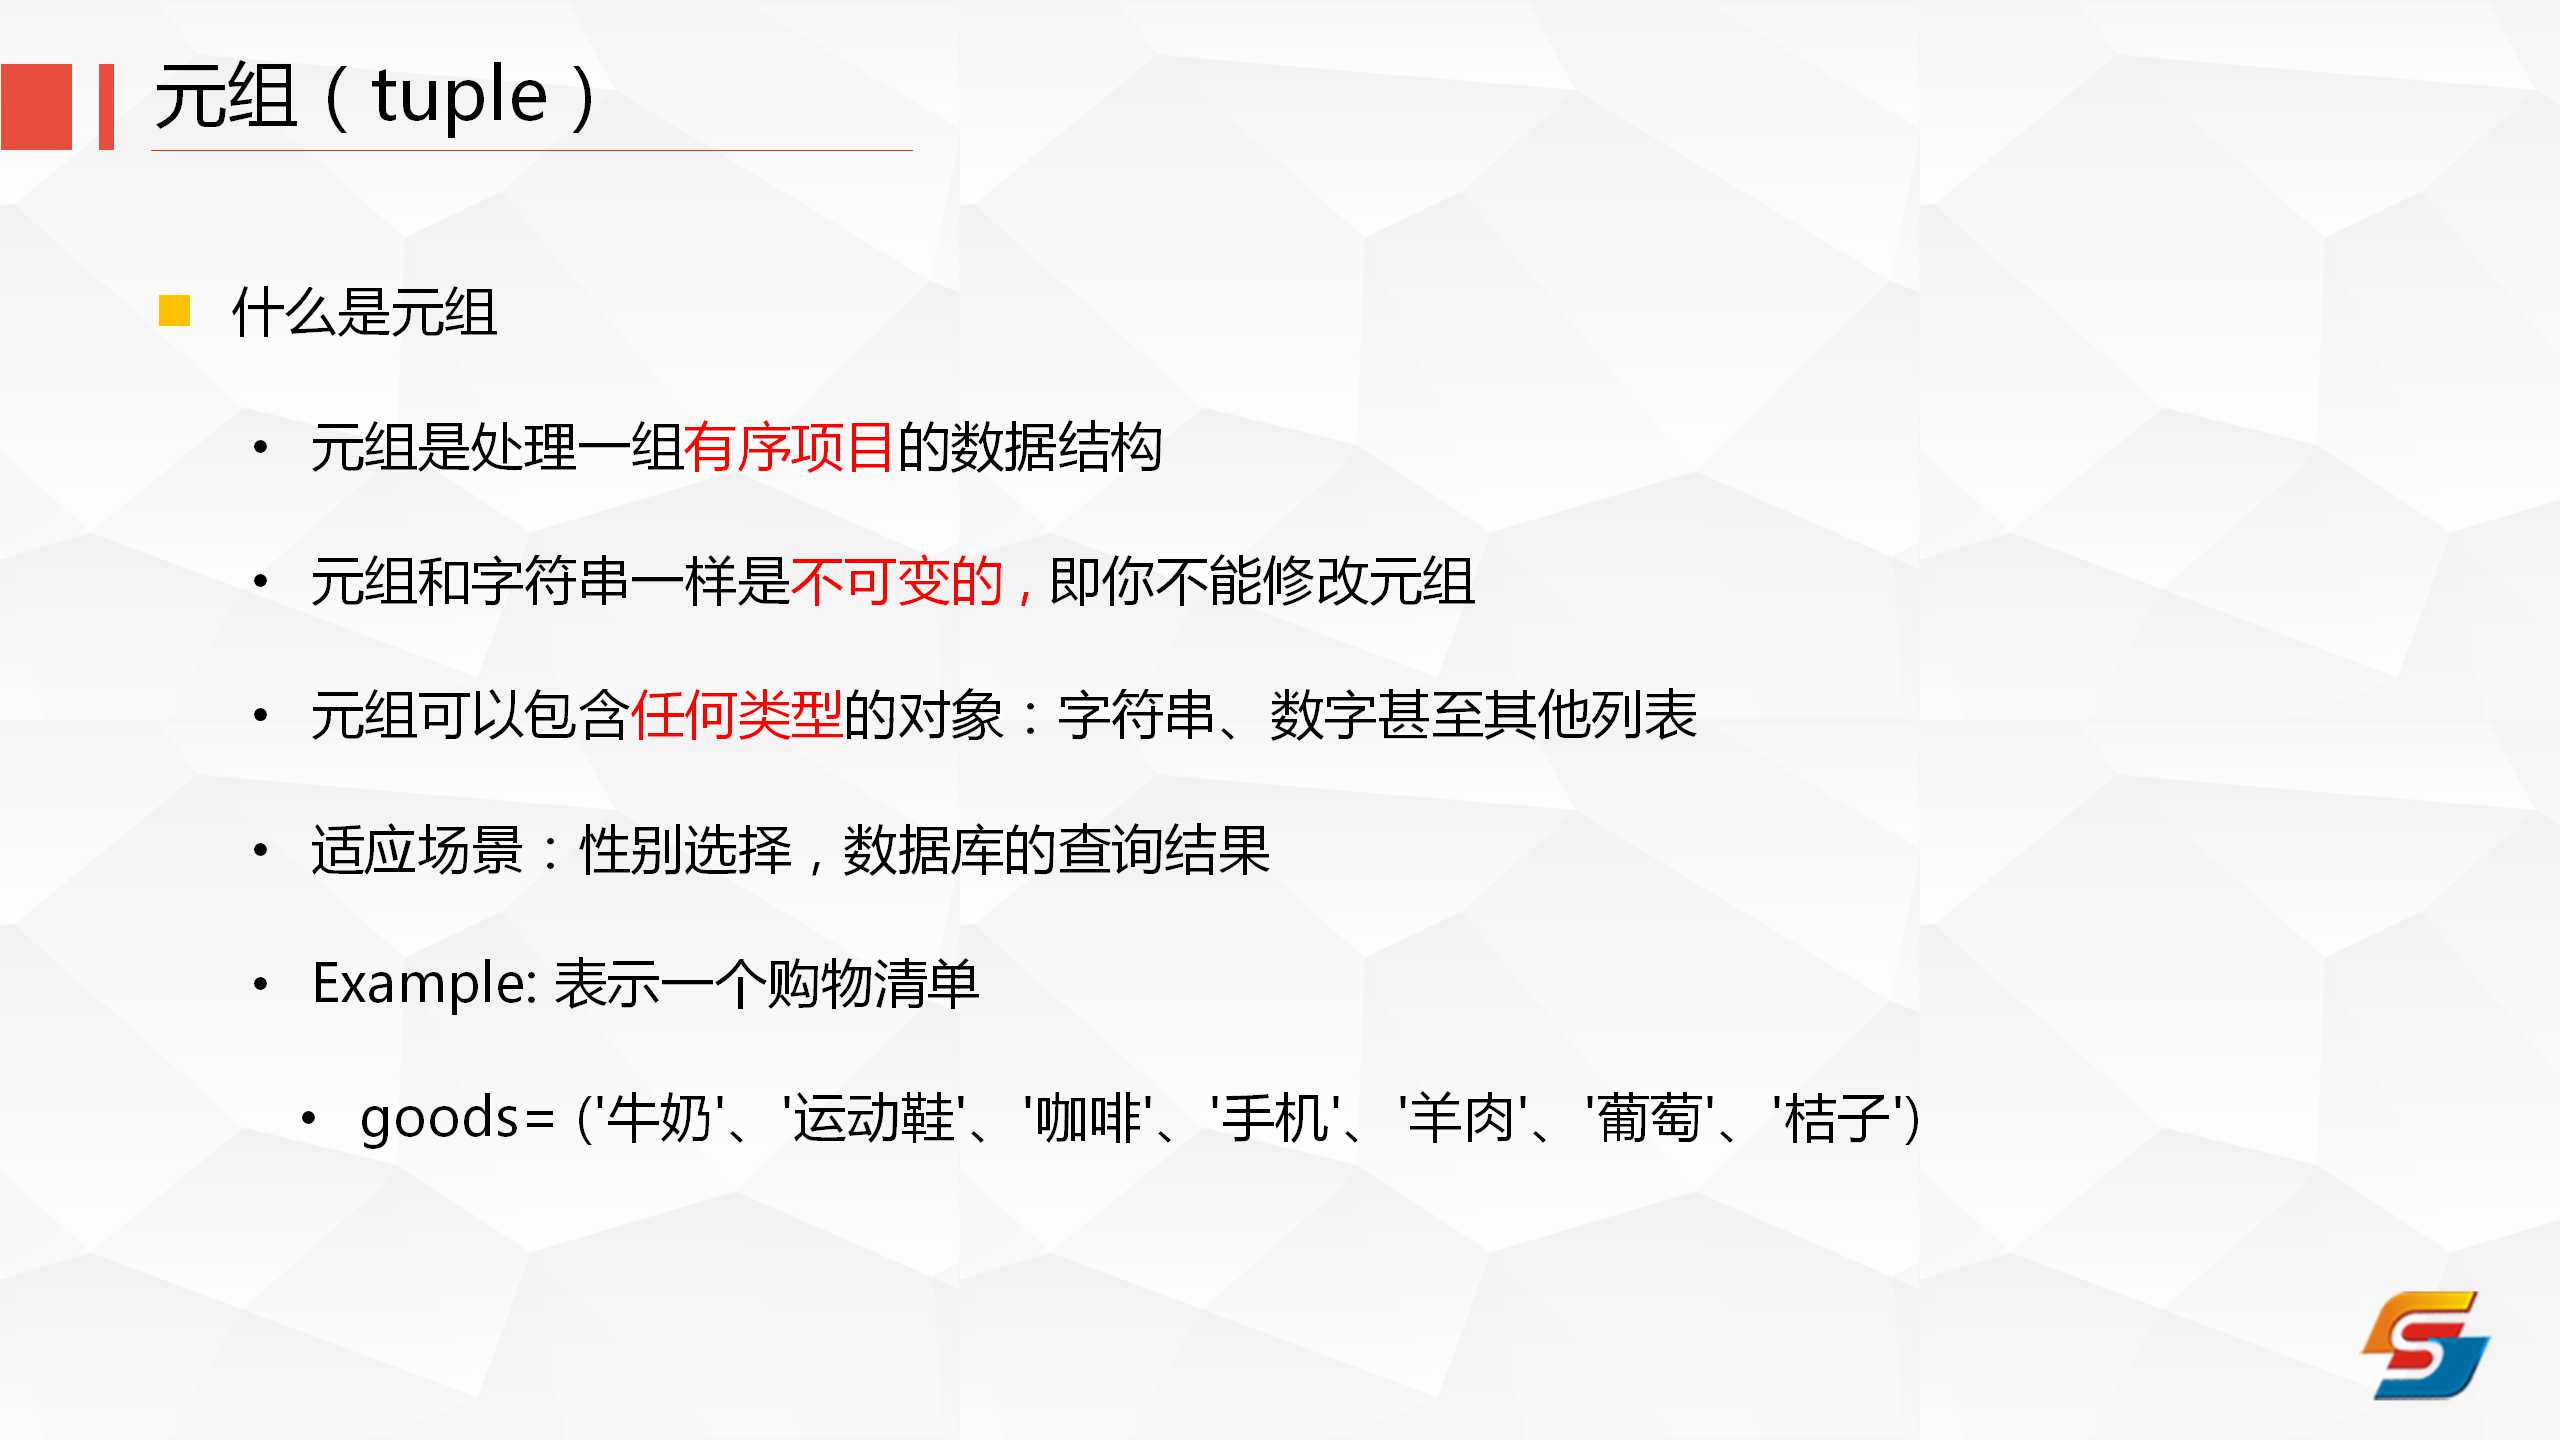 元组（tuple）
什么是元组
• 元组是处理一组有序项目的数据结构
• 元组和字符串一样是不可变的，即你不能修改元组
• 元组可以包含任何类型的对象：字符串、数字甚至其他列表
• 适应场景：性别选择，数据库的查询结果
• Example: 表示一个购物清单
• goods= ('牛奶'、'运动鞋'、'咖啡'、'手机'、'羊肉'、'葡萄'、'桔子')